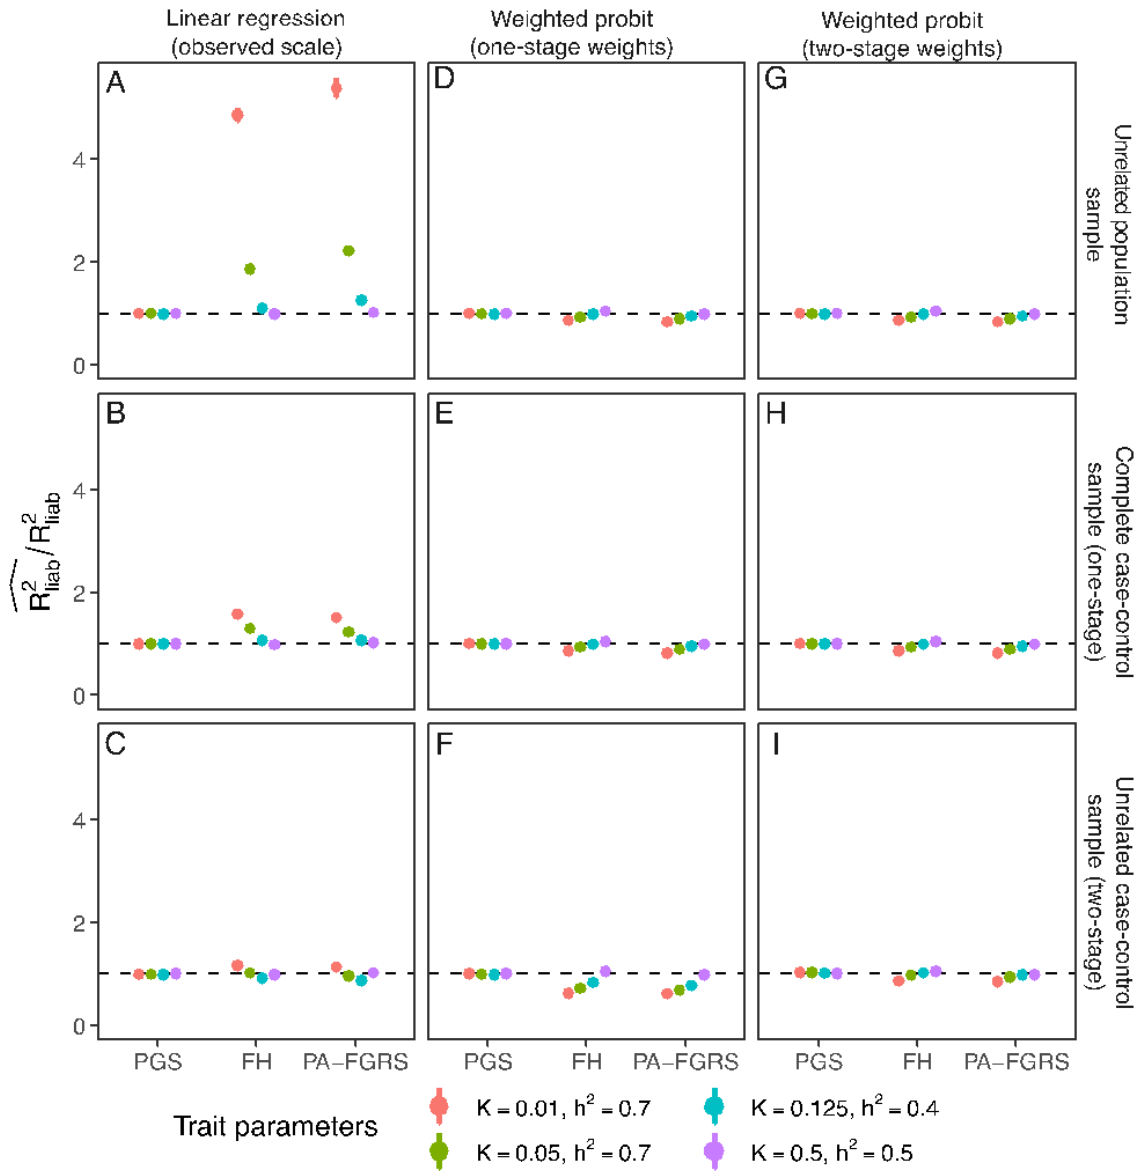 Linear regression
(observed scale)
Weighted probit
(one-stage weights)
Weighted probit
(two-stage weights)
A
D
G
4
2
0
Unrelated population
sample
B
E
H
4
2
0
Complete case-control
sample (one-stage)
C
F
I
4
2
0
Unrelated case-control
sample (two-stage)
R²liab / R²liab
PGS FH PA-FGRS
PGS FH PA-FGRS
PGS FH PA-FGRS
Trait parameters
K = 0.01, h² = 0.7
K = 0.05, h² = 0.7
K = 0.125, h² = 0.4
K = 0.5, h² = 0.5